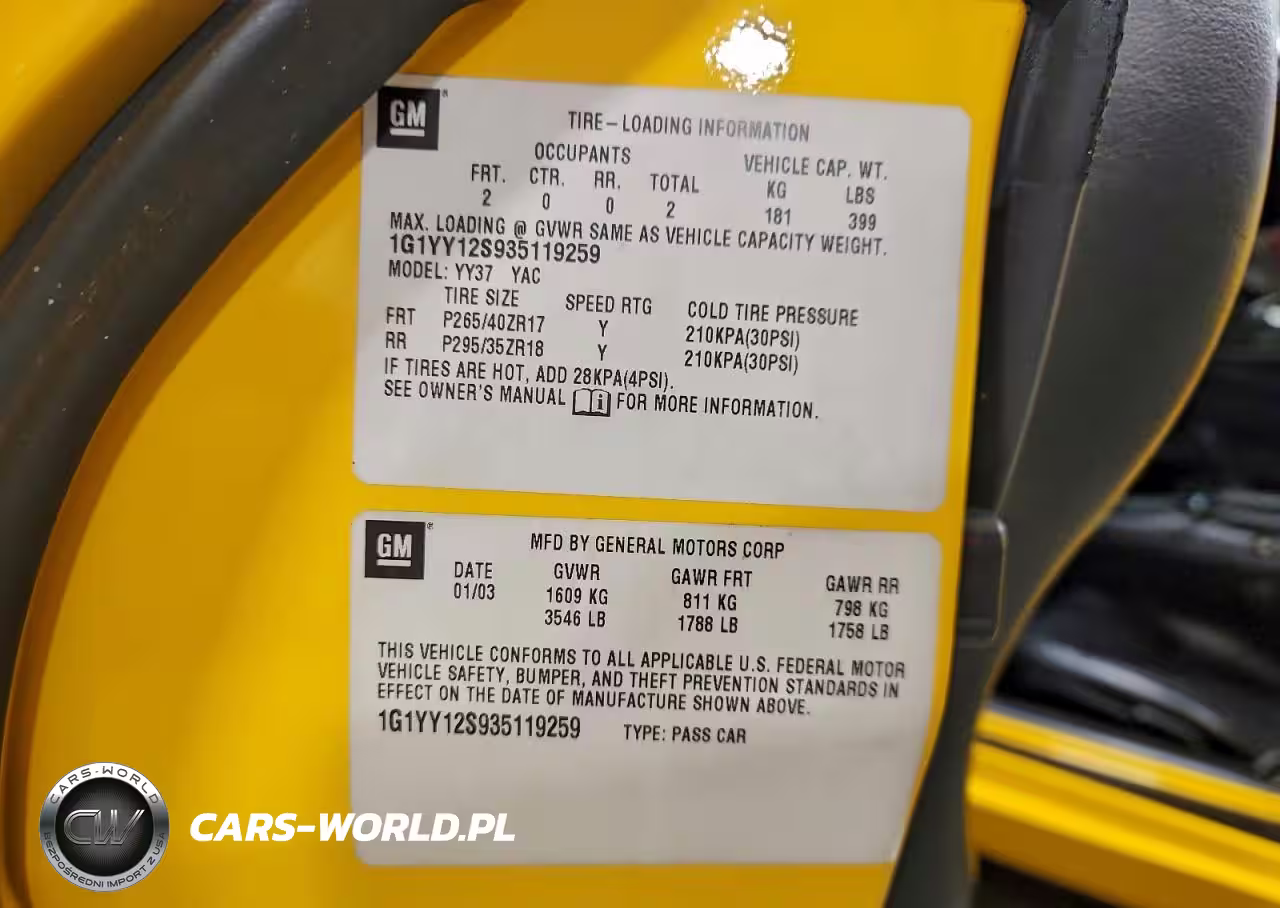 GM®
TIRE-LOADING INFORMATION
OCCUPANTS VEHICLE CAP. WT.
FRT. CTR. RR. TOTAL KG LBS
2 0 0 2 181 399
MAX. LOADING @ GVWR SAME AS VEHICLE CAPACITY WEIGHT.
1G1YY12S935119259
MODEL: YY37 YAC
TIRE SIZE SPEED RTG COLD TIRE PRESSURE
FRT P265/40ZR17 Y 210KPA(30PSI)
RR P295/35ZR18 Y 210KPA(30PSI)
IF TIRES ARE HOT, ADD 28KPA(4PSI).
SEE OWNER'S MANUAL FOR MORE INFORMATION.
GM®
MFD BY GENERAL MOTORS CORP
DATE GVWR GAWR FRT GAWR RR
01/03 1609 KG 811 KG 798 KG
3546 LB 1788 LB 1758 LB
THIS VEHICLE CONFORMS TO ALL APPLICABLE U.S. FEDERAL MOTOR
VEHICLE SAFETY, BUMPER, AND THEFT PREVENTION STANDARDS IN
EFFECT ON THE DATE OF MANUFACTURE SHOWN ABOVE.
1G1YY12S935119259 TYPE: PASS CAR
CARS-WORLD
CW
BEZPOŚREDNI IMPORT Z USA
CARS-WORLD.PL